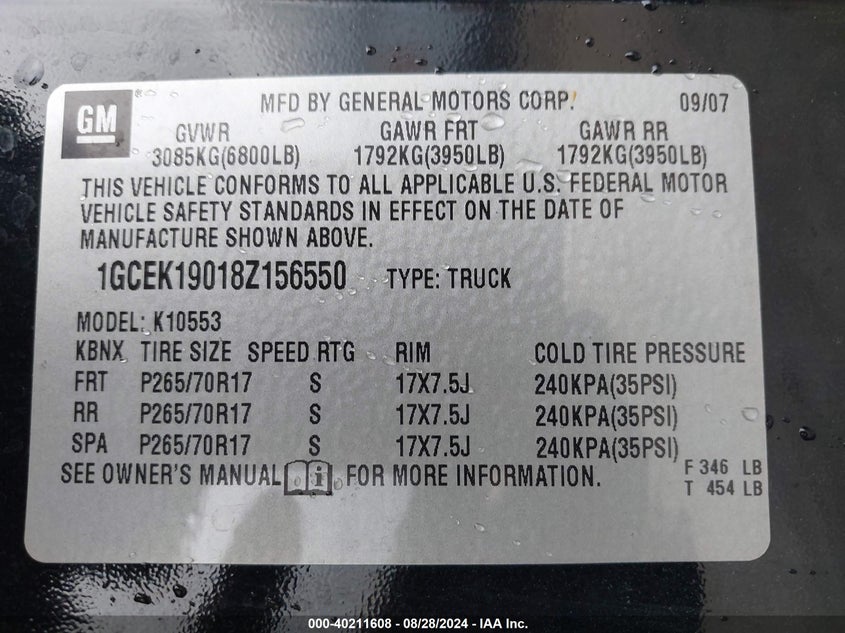 GM
MFD BY GENERAL MOTORS CORP. 09/07
GVWR GAWR FRT GAWR RR
3085KG(6800LB) 1792KG(3950LB) 1792KG(3950LB)
THIS VEHICLE CONFORMS TO ALL APPLICABLE U.S. FEDERAL MOTOR
VEHICLE SAFETY STANDARDS IN EFFECT ON THE DATE OF
MANUFACTURE SHOWN ABOVE.
1GCEK19018Z156550 TYPE: TRUCK
MODEL: K10553
KBNX TIRE SIZE SPEED RTG RIM COLD TIRE PRESSURE
FRT P265/70R17 S 17X7.5J 240KPA(35PSI)
RR P265/70R17 S 17X7.5J 240KPA(35PSI)
SPA P265/70R17 S 17X7.5J 240KPA(35PSI)
SEE OWNER'S MANUAL i FOR MORE INFORMATION.
F 346 LB
T 454 LB
000-40211608 - 08/28/2024 - IAA Inc.